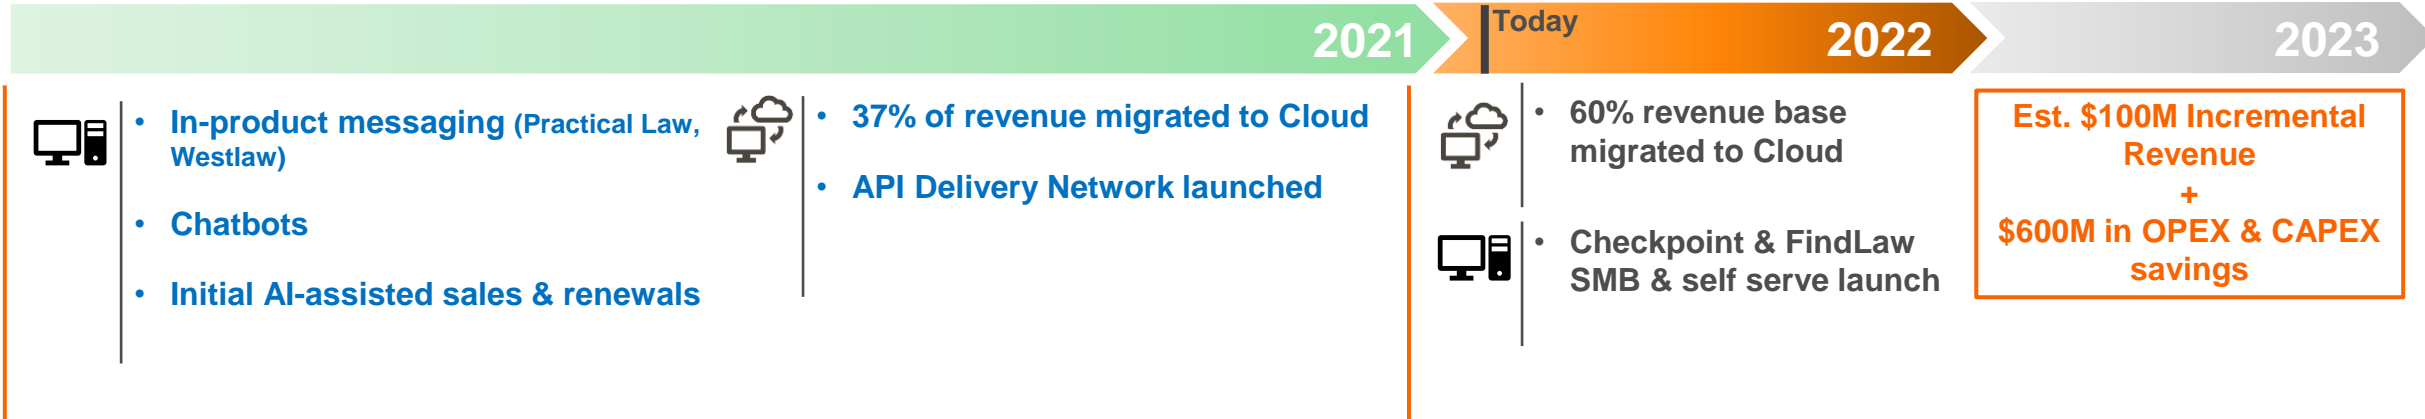 2021
Today
2022
2023
• In-product messaging (Practical Law,
Westlaw)
• Chatbots
• Initial AI-assisted sales & renewals
• 37% of revenue migrated to Cloud
• API Delivery Network launched
• 60% revenue base
migrated to Cloud
• Checkpoint & FindLaw
SMB & self serve launch
Est. $100M Incremental
Revenue
+
$600M in OPEX & CAPEX
savings